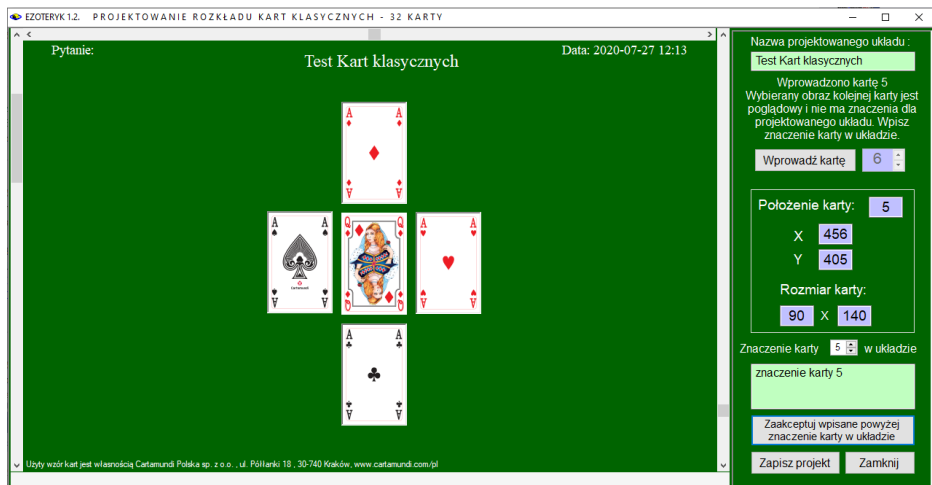 EZOTERYK 1.2. PROJEKTOWANIE ROZKŁADU KART KLASYCZNYCH - 32 KARTY
Pytanie:
Data: 2020-07-27 12:13
Test Kart klasycznych
A
A
A
A
A A
A A
Q Q
Q Q
A A
A A
A A
A A
cartamundi
Użyty wzór kart jest własnością Cartamundi Polska sp. z o.o. , ul. Półłanki 18 , 30-740 Kraków, www.cartamundi.com/pl
Nazwa projektowanego układu :
Test Kart klasycznych
Wprowadzono kartę 5
Wybierany obraz kolejnej karty jest
poglądowy i nie ma znaczenia dla
projektowanego układu. Wpisz
znaczenie karty w układzie.
Wprowadź kartę 6
Położenie karty: 5
X 456
Y 405
Rozmiar karty:
90 X 140
Znaczenie karty 5 w układzie
znaczenie karty 5
Zaakceptuj wpisane powyżej
znaczenie karty w układzie
Zapisz projekt Zamknij